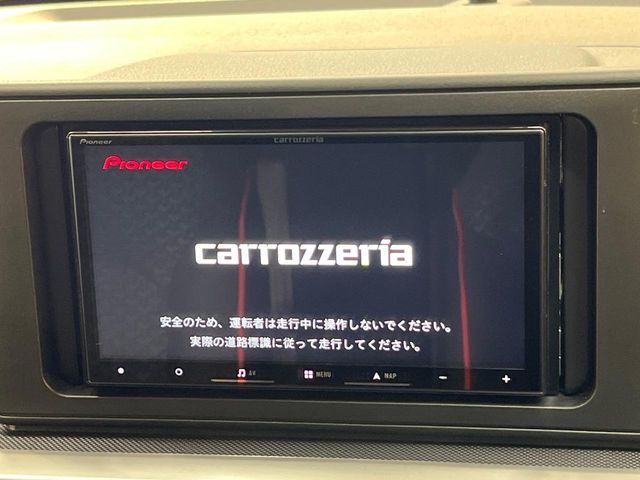 Pioneer
carrozzeria
Pioneer
carrozzeria
安全のため、運転者は走行中に操作しないでください。
実際の道路標識に従って走行してください。
AV
MENU
MAP